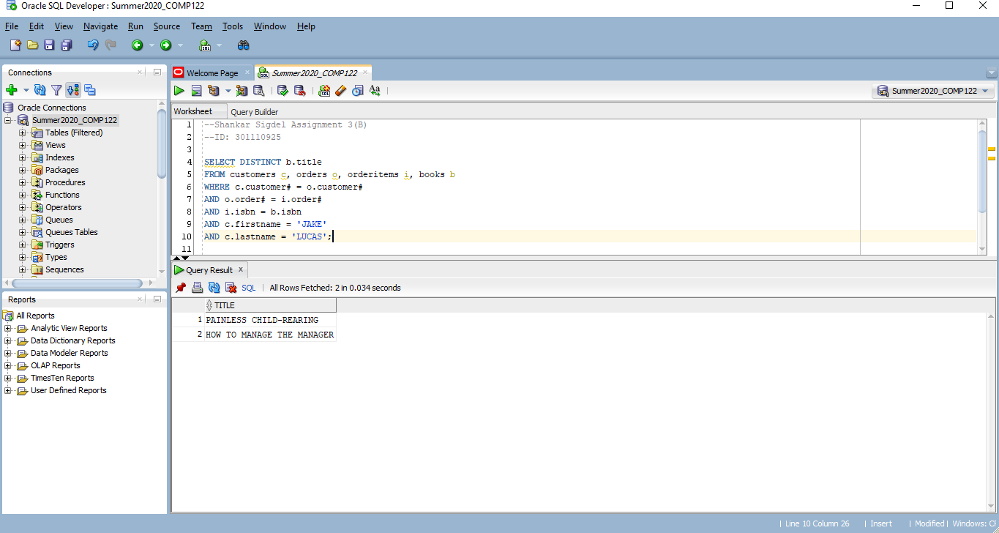 Oracle SQL Developer : Summer2020_COMP122
File Edit View Navigate Run Source Team Tools Window Help
Connections
Oracle Connections
Summer2020_COMP122
Tables (Filtered)
Views
Indexes
Packages
Procedures
Functions
Operators
Queues
Queues Tables
Triggers
Types
Sequences
Reports
All Reports
Analytic View Reports
Data Dictionary Reports
Data Modeler Reports
OLAP Reports
TimesTen Reports
User Defined Reports
Welcome Page Summer2020_COMP122
Summer2020_COMP122
Worksheet Query Builder
1 --Shankar Sigdel Assignment 3(B)
2 --ID: 301110925
3
4 SELECT DISTINCT b.title
5 FROM customers c, orders o, orderitems i, books b
6 WHERE c.customer# = o.customer#
7 AND o.order# = i.order#
8 AND i.isbn = b.isbn
9 AND c.firstname = 'JAKE'
10 AND c.lastname = 'LUCAS';
11
Query Result
SQL | All Rows Fetched: 2 in 0.034 seconds
TITLE
1 PAINLESS CHILD-REARING
2 HOW TO MANAGE THE MANAGER
| Line 10 Column 26 | Insert | Modified | Windows: CF